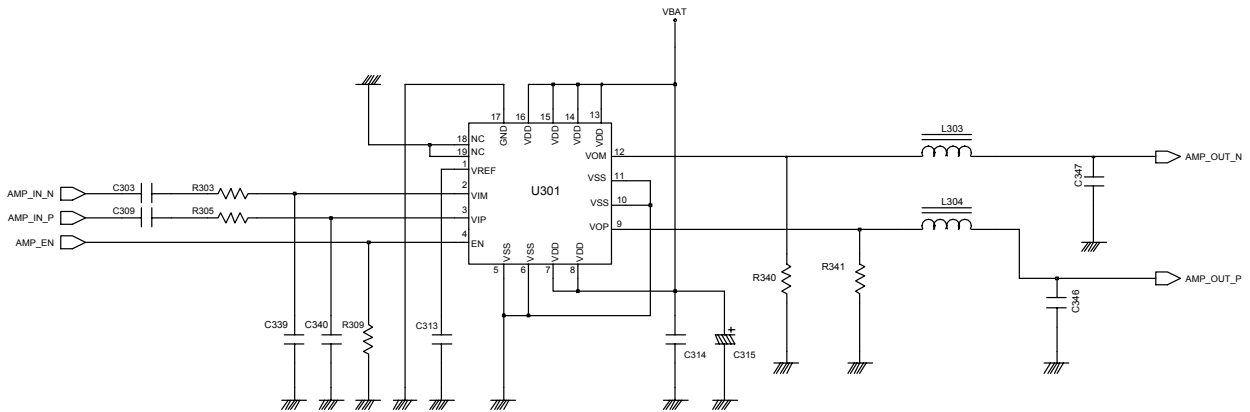 VBAT
17 16 15 14 13
GND VDD VDD VDD VDD
18 NC
19 NC
1 VREF
2 VIM
3 VIP
4 EN
U301
VOM 12
VSS 11
VSS 10
VOP 9
VSS VSS VDD VDD
5 6 7 8
AMP_IN_N C303 R303
AMP_IN_P C309 R305
AMP_EN
L303
AMP_OUT_N
C347
L304
AMP_OUT_P
C346
R340 R341
C339 C340 R309 C313 C314 + C315